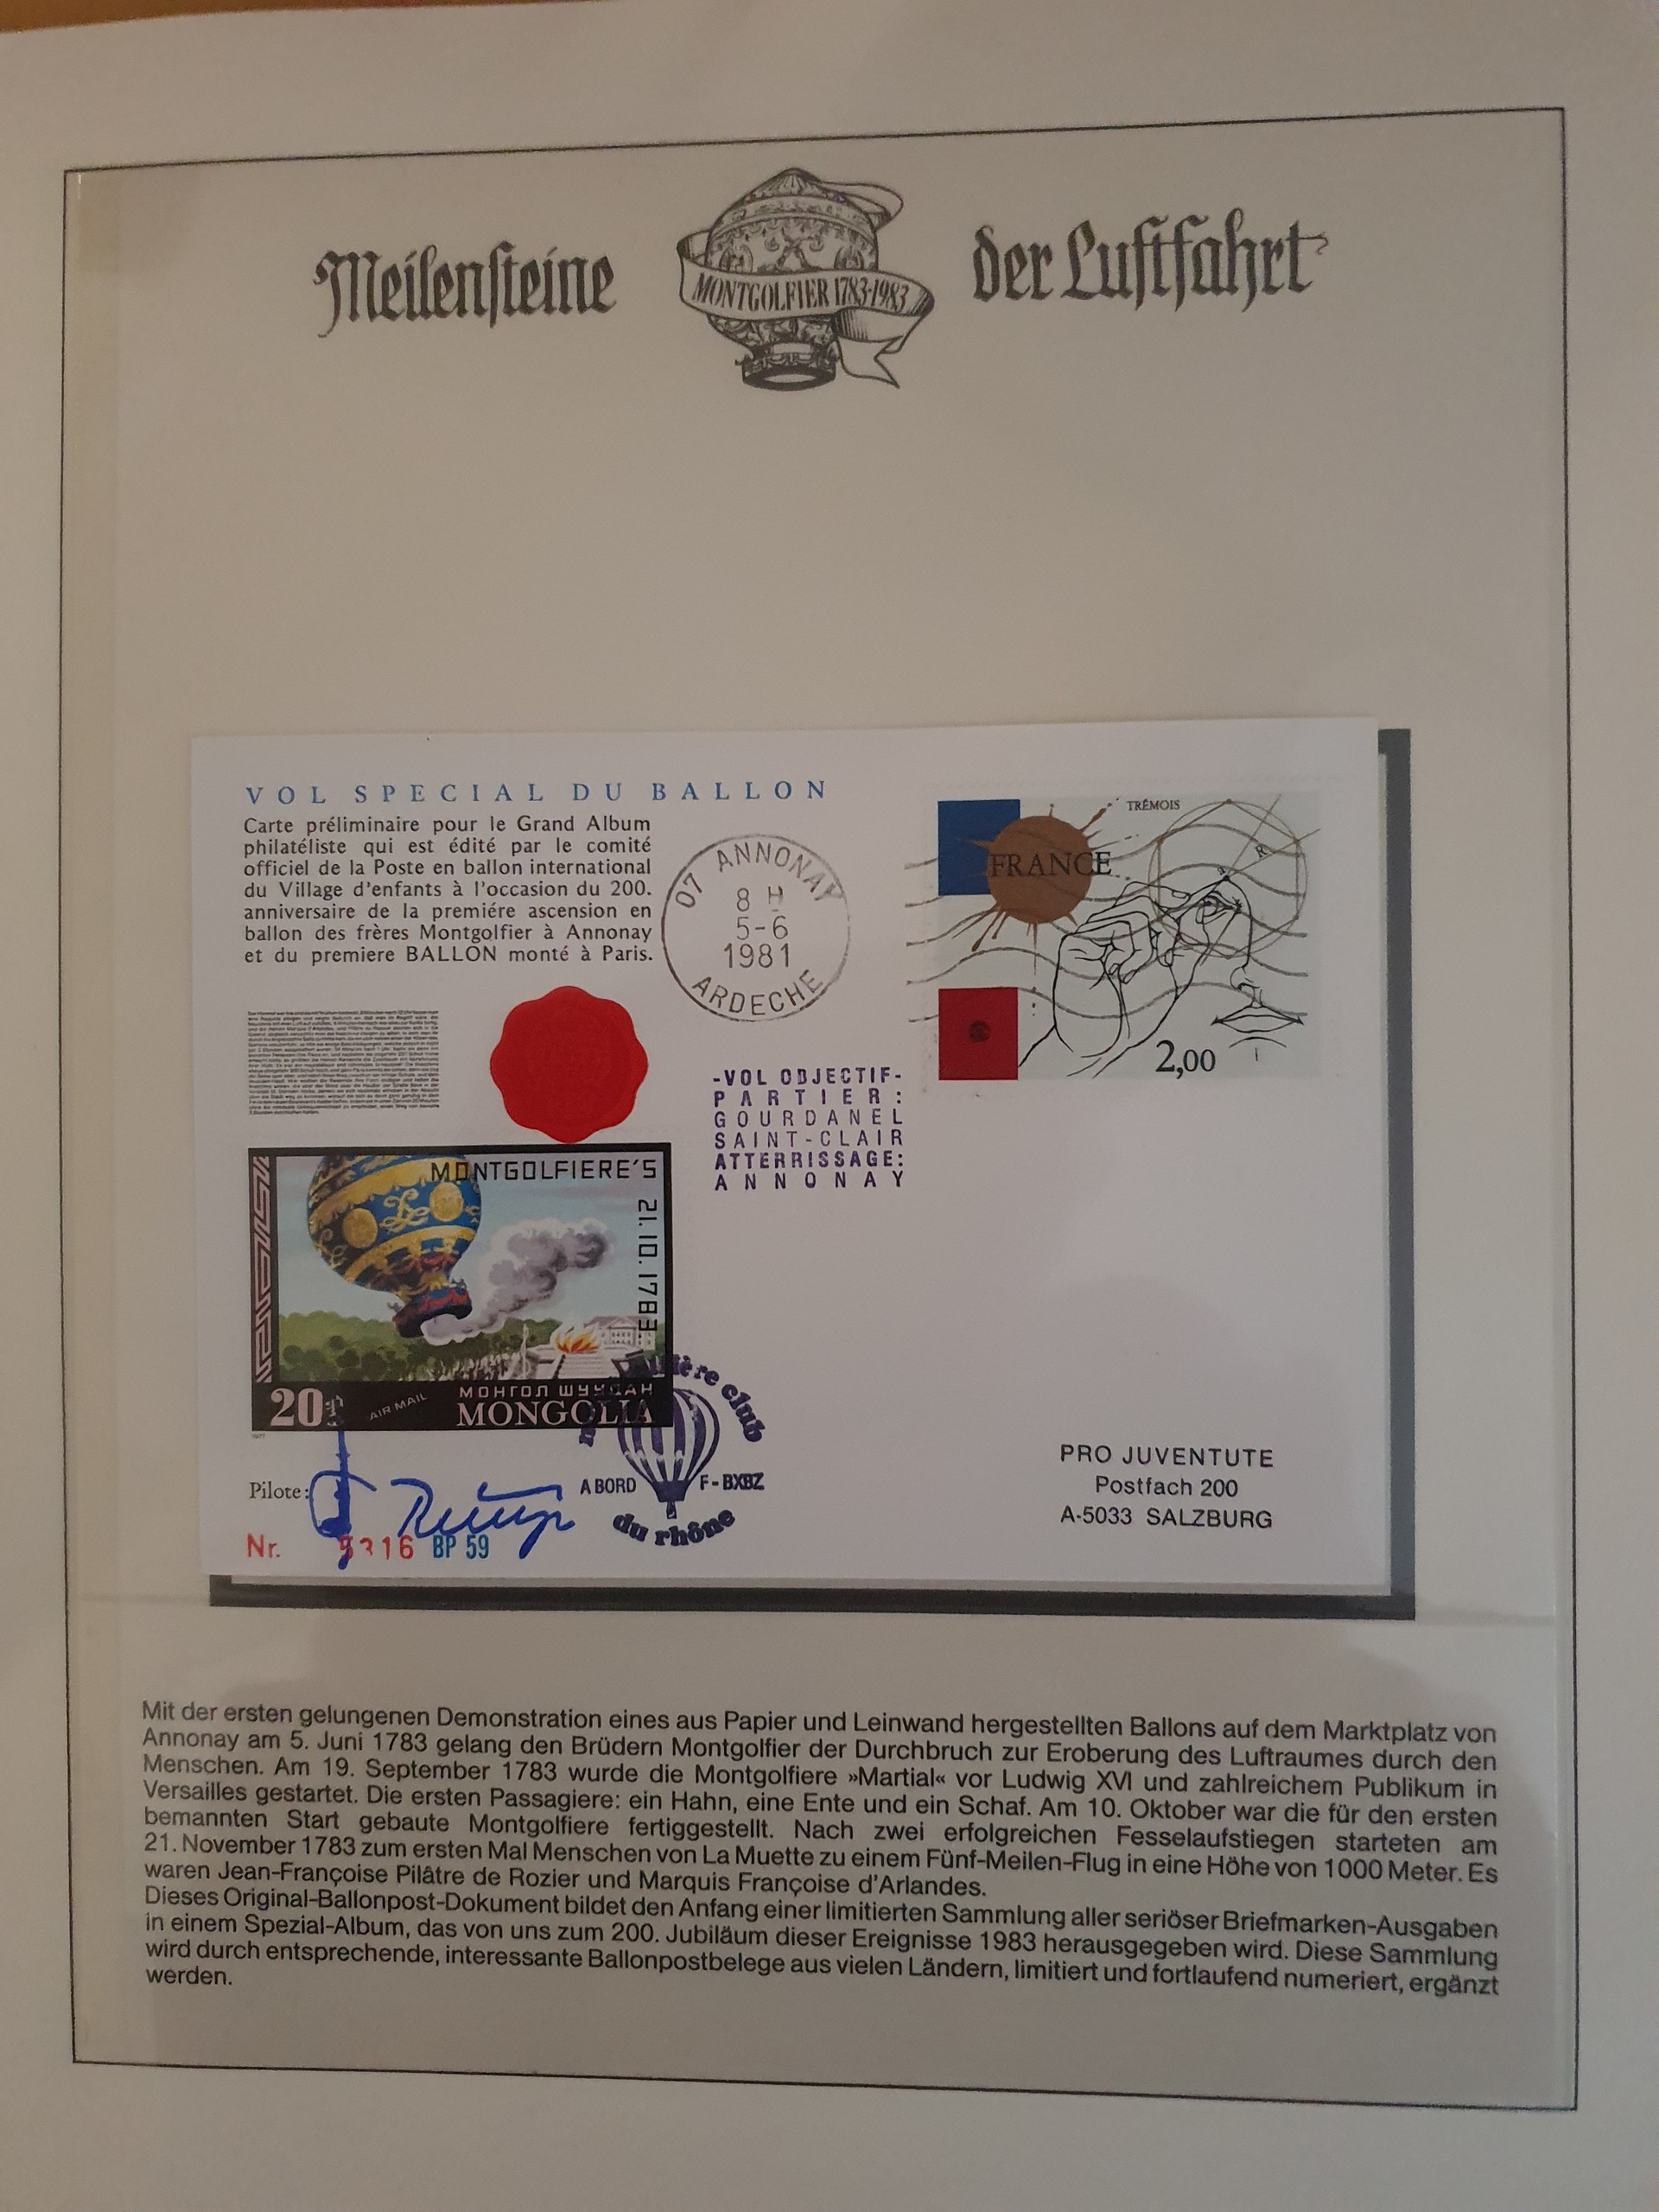 Meilensteine
MONTGOLFIER 1783-1983
der Luftfahrt
VOL SPECIAL DU BALLON
Carte préliminaire pour le Grand Album
philatéliste qui est édité par le comité
officiel de la Poste en ballon international
du Village d'enfants à l'occasion du 200.
anniversaire de la premiére ascension en
ballon des frères Montgolfier à Annonay
et du premiere BALLON monté à Paris.
07 ANNONAY
8 H
5-6
1981
ARDECHE
TRÉMOIS
FRANCE
R
2,00
-VOL OBJECTIF-
PARTIER:
GOURDANEL
SAINT-CLAIR
ATTERRISSAGE:
ANNONAY
MONTGOLFIERE'S
21.10.1783.
20
AIR MAIL
МОНГОЛ ШУУДАН
MONGOLIA
1977
club
A BORD F-BXBZ
du rhône
Pilote:
Nr. 5316 BP 59
PRO JUVENTUTE
Postfach 200
A-5033 SALZBURG
Mit der ersten gelungenen Demonstration eines aus Papier und Leinwand hergestellten Ballons auf dem Marktplatz von
Annonay am 5. Juni 1783 gelang den Brüdern Montgolfier der Durchbruch zur Eroberung des Luftraumes durch den
Menschen. Am 19. September 1783 wurde die Montgolfiere »Martial« vor Ludwig XVI und zahlreichem Publikum in
Versailles gestartet. Die ersten Passagiere: ein Hahn, eine Ente und ein Schaf. Am 10. Oktober war die für den ersten
bemannten Start gebaute Montgolfiere fertiggestellt. Nach zwei erfolgreichen Fesselaufstiegen starteten am
21. November 1783 zum ersten Mal Menschen von La Muette zu einem Fünf-Meilen-Flug in eine Höhe von 1000 Meter. Es
waren Jean-Françoise Pilâtre de Rozier und Marquis Françoise d'Arlandes.
Dieses Original-Ballonpost-Dokument bildet den Anfang einer limitierten Sammlung aller seriöser Briefmarken-Ausgaben
in einem Spezial-Album, das von uns zum 200. Jubiläum dieser Ereignisse 1983 herausgegeben wird. Diese Sammlung
wird durch entsprechende, interessante Ballonpostbelege aus vielen Ländern, limitiert und fortlaufend numeriert, ergänzt
werden.